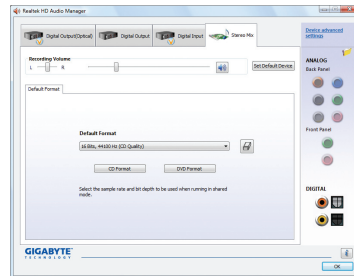 Realtek HD Audio Manager
Digital Output(Optical)
Digital Output
Digital Input
Stereo Mix
Device advanced settings
Recording Volume
L
R
Set Default Device
ANALOG
Back Panel
Default Format
Default Format
16 Bits, 44100 Hz (CD Quality)
CD Format
DVD Format
Select the sample rate and bit depth to be used when running in shared
mode.
Front Panel
DIGITAL
GIGABYTE
TECHNOLOGY
i
OK